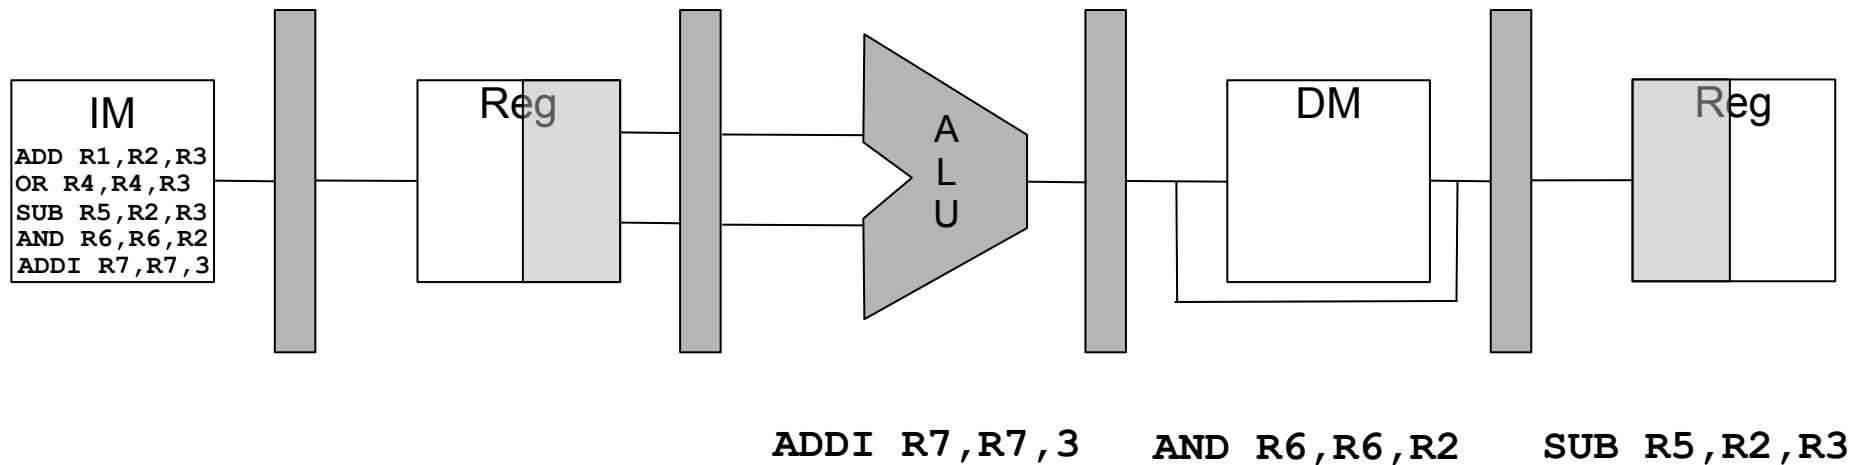 IM
ADD R1,R2,R3
OR R4,R4,R3
SUB R5,R2,R3
AND R6,R6,R2
ADDI R7,R7,3
Reg
A
L
U
DM
Reg
ADDI R7,R7,3
AND R6,R6,R2
SUB R5,R2,R3